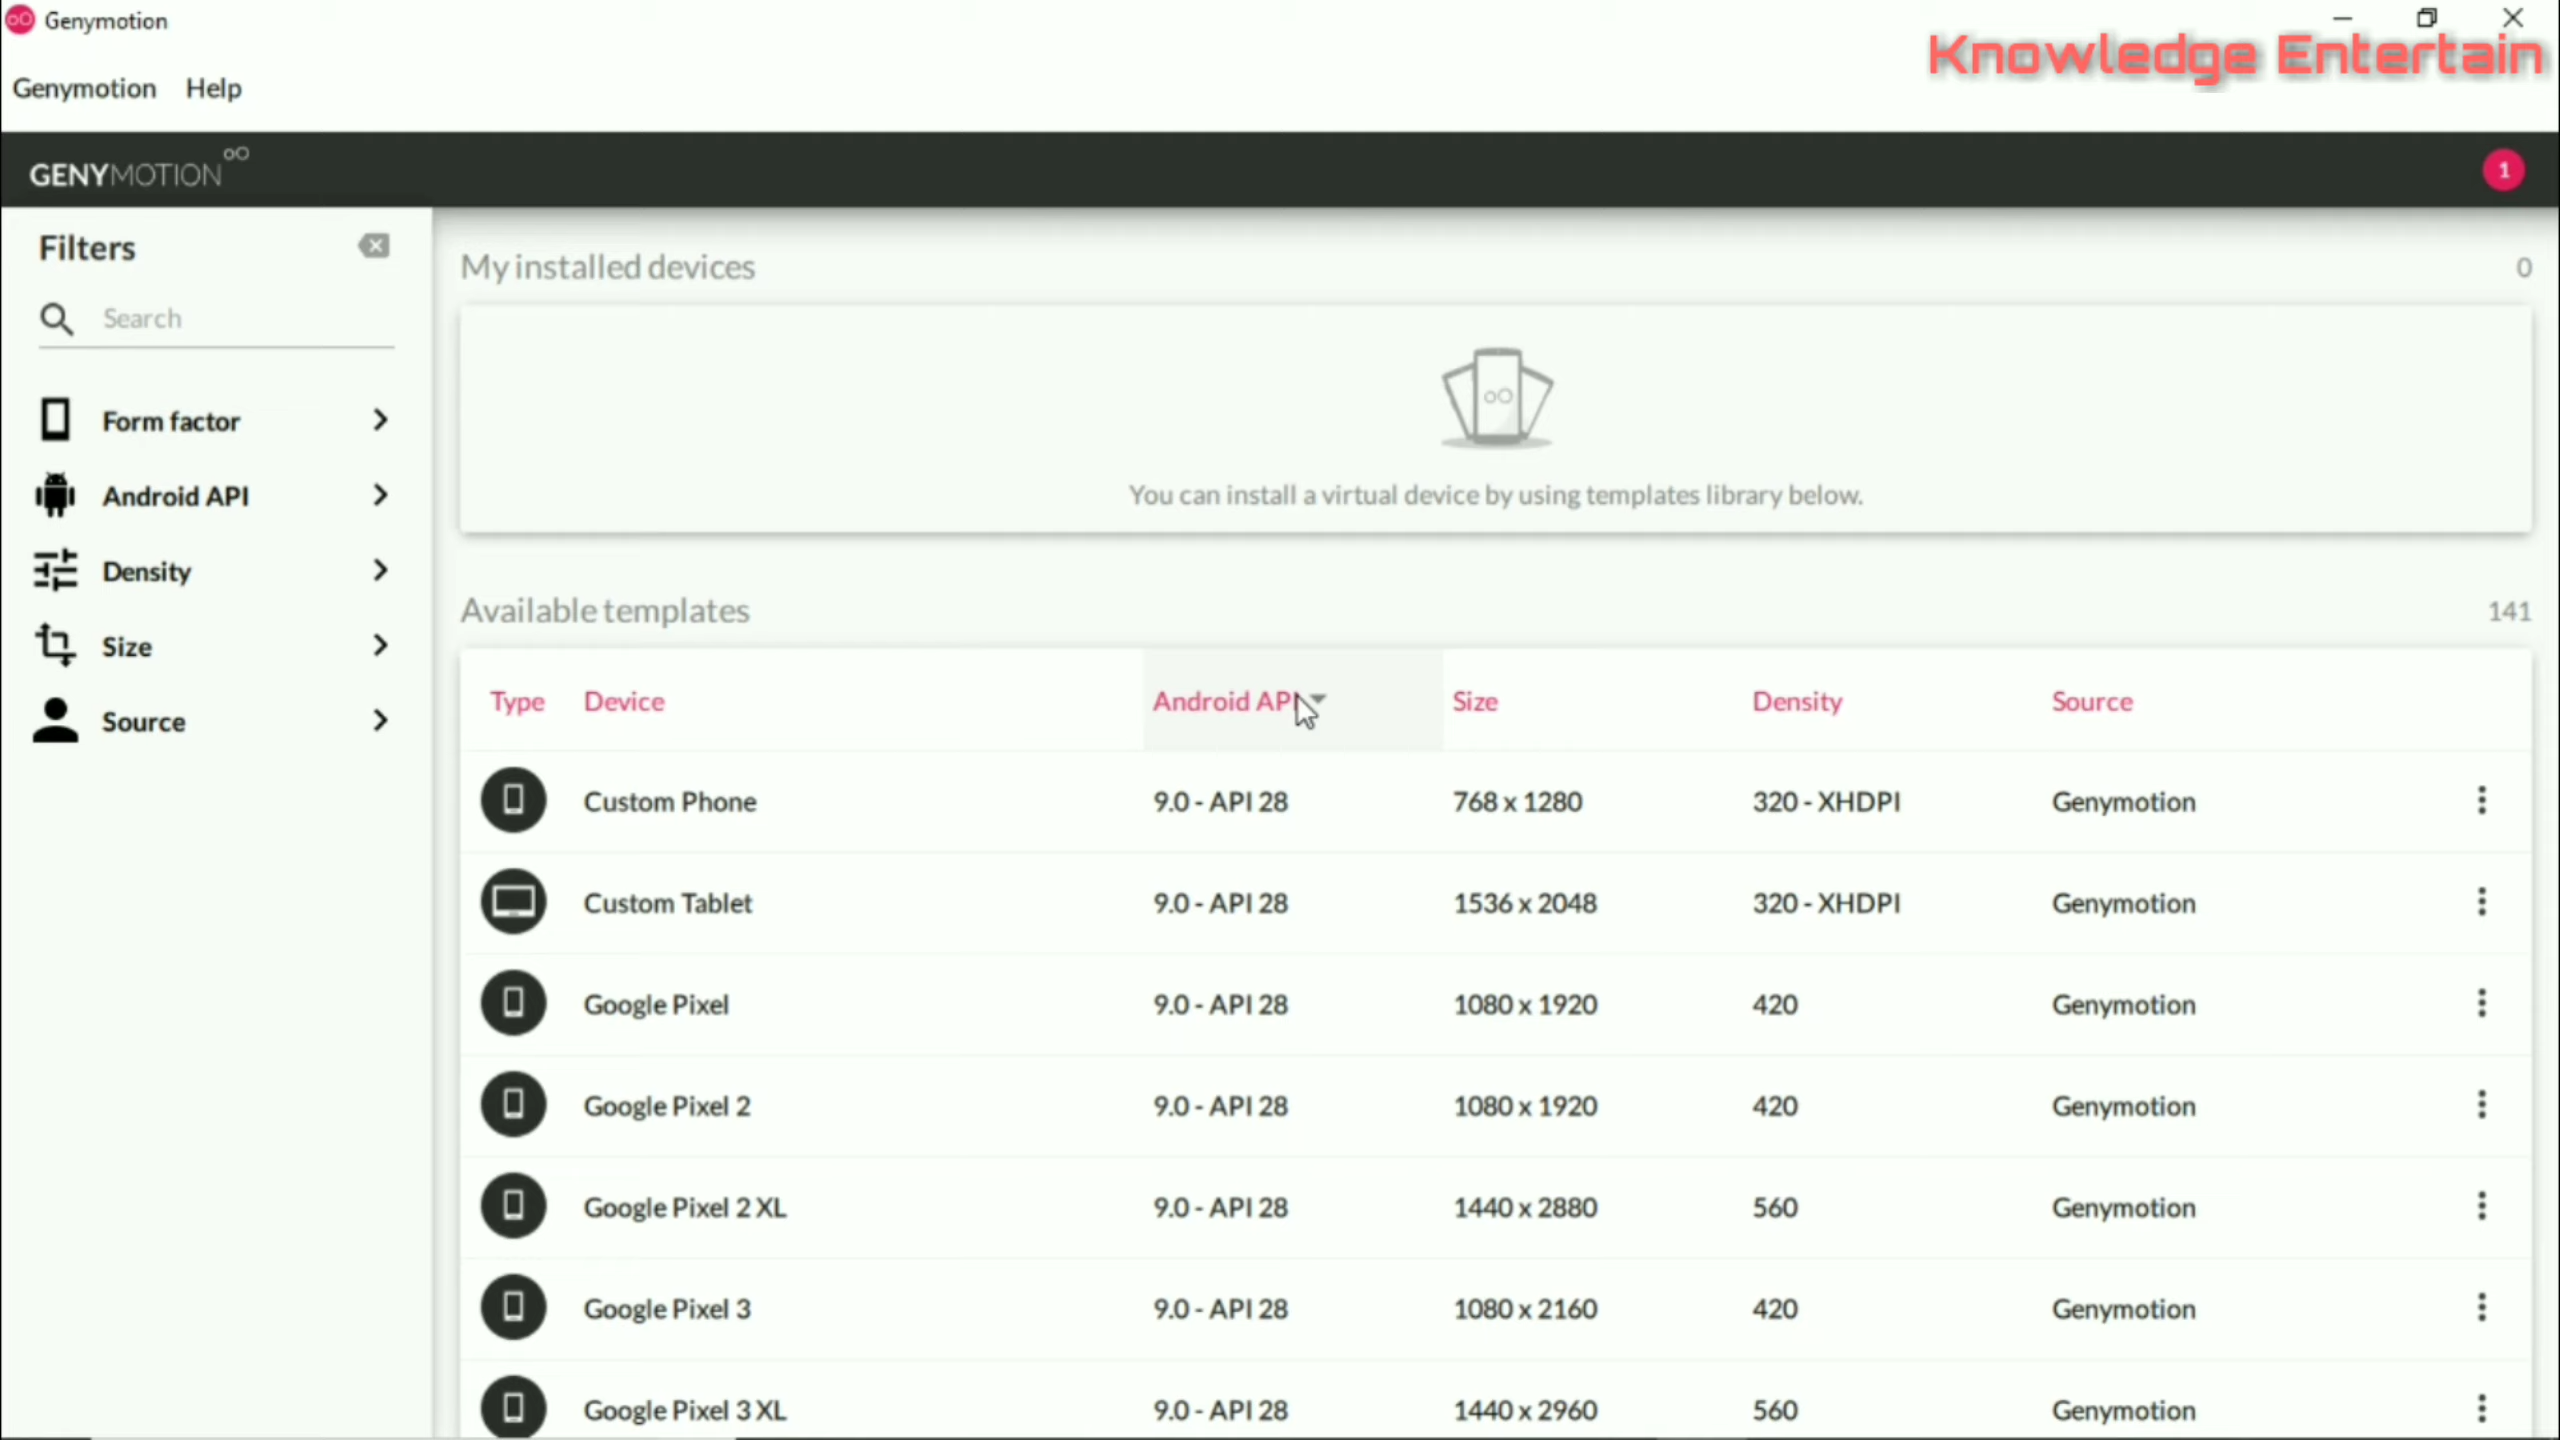 Genymotion
Knowledge Entertain
Genymotion Help
GENYMOTION
1
Filters
Search
Form factor
Android API
Density
Size
Source
My installed devices 0
You can install a virtual device by using templates library below.
Available templates 141
Type Device Android API Size Density Source
Custom Phone 9.0 - API 28 768 x 1280 320 - XHDPI Genymotion
Custom Tablet 9.0 - API 28 1536 x 2048 320 - XHDPI Genymotion
Google Pixel 9.0 - API 28 1080 x 1920 420 Genymotion
Google Pixel 2 9.0 - API 28 1080 x 1920 420 Genymotion
Google Pixel 2 XL 9.0 - API 28 1440 x 2880 560 Genymotion
Google Pixel 3 9.0 - API 28 1080 x 2160 420 Genymotion
Google Pixel 3 XL 9.0 - API 28 1440 x 2960 560 Genymotion